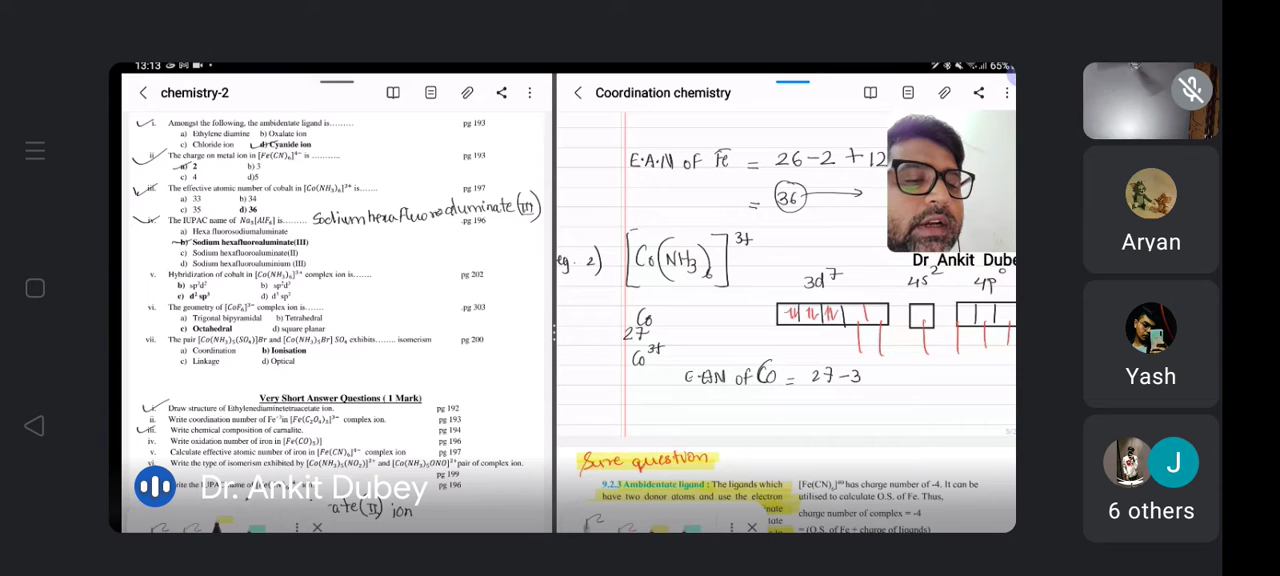 13:13
65%
chemistry-2
i. Amongst the following, the ambidentate ligand is......... pg 193
a) Ethylene diamine b) Oxalate ion
c) Chloride ion d) Cyanide ion
ii. The charge on metal ion in [Fe(CN)₆]⁴⁻ is ........... pg 193
a) 2 b) 3
c) 4 d)5
iii. The effective atomic number of cobalt in [Co(NH₃)₆]³⁺ is....... pg 197
a) 33 b) 34
c) 35 d) 36
iv. The IUPAC name of Na₃[AlF₆] is........ Sodium hexafluoroaluminate(III) .pg 196
a) Hexa fluorosodiumaluminate
b) Sodium hexafluoroaluminate(III)
c) Sodium hexafluoroaluminate(II)
d) Sodium hexafluoroaluminium (III)
v. Hybridization of cobalt in [Co(NH₃)₆]³⁺ complex ion is....... pg 202
c) d² sp³
vi. The geometry of [CoF₆]³⁻ complex ion is....... .pg 303
a) Trigonal bipyramidal b) Tetrahedral
c) Octahedral d) square planar
vii. The pair [Co(NH₃)₅(SO₄)]Br and [Co(NH₃)₅Br] SO₄ exhibits....... isomerism pg 200
a) Coordination b) Ionisation
c) Linkage d) Optical
Very Short Answer Questions ( 1 Mark)
i. Draw structure of Ethylenediaminetetraacetate ion. pg 192
ii. Write coordination number of in [Fe(C₂O₄)₃]³⁻ complex ion. pg 193
iii. Write chemical composition of carnalite. pg 194
iv. Write oxidation number of iron in [Fe(CO)₅)] pg 196
v. Calculate effective atomic number of iron in [Fe(CN)₆]⁴⁻ complex ion pg 197
vi. Write the type of isomerism exhibited by [Co(NH₃)₅(NO₂)]²⁺ and [Co(NH₃)₅ONO]²⁺pair of complex ion.
pg 199
pg 196
ate(II) ion
Coordination chemistry
E.A.N of Fe = 26-2 +12
= 36
eg. 2) [Co(NH₃)₆]³⁺
3d⁷ 4s² 4p⁰
Co
27
Co³⁺
E.A.N of Co = 27-3
Sure question
9.2.3 Ambidentate ligand : The ligands which
have two donor atoms and use the electron
[Fe(CN)₆] has charge number of -4. It can be
utilised to calculate O.S. of Fe. Thus,
charge number of complex = -4
= (O.S. of Fe + charge of ligands)
Dr Ankit Dube
Dr. Ankit Dubey
Aryan
Yash
J
6 others